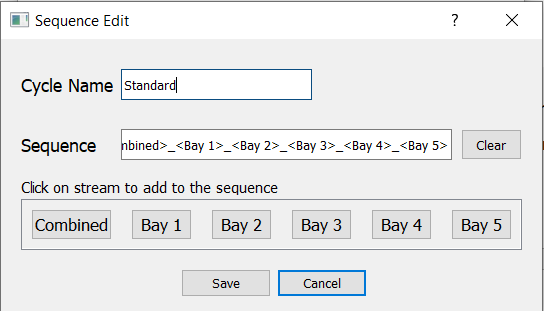 Sequence Edit ?
Cycle Name Standard
Sequence nbined>_<Bay 1>_<Bay 2>_<Bay 3>_<Bay 4>_<Bay 5> Clear
Click on stream to add to the sequence
Combined Bay 1 Bay 2 Bay 3 Bay 4 Bay 5
Save Cancel